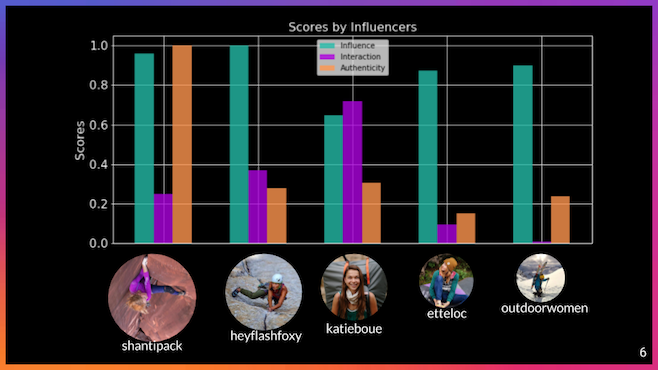 Scores by Influencers
Influence
Interaction
Authenticity
Scores
1.0
0.8
0.6
0.4
0.2
0.0
shantipack
heyflashfoxy
katieboue
etteloc
outdoorwomen
6